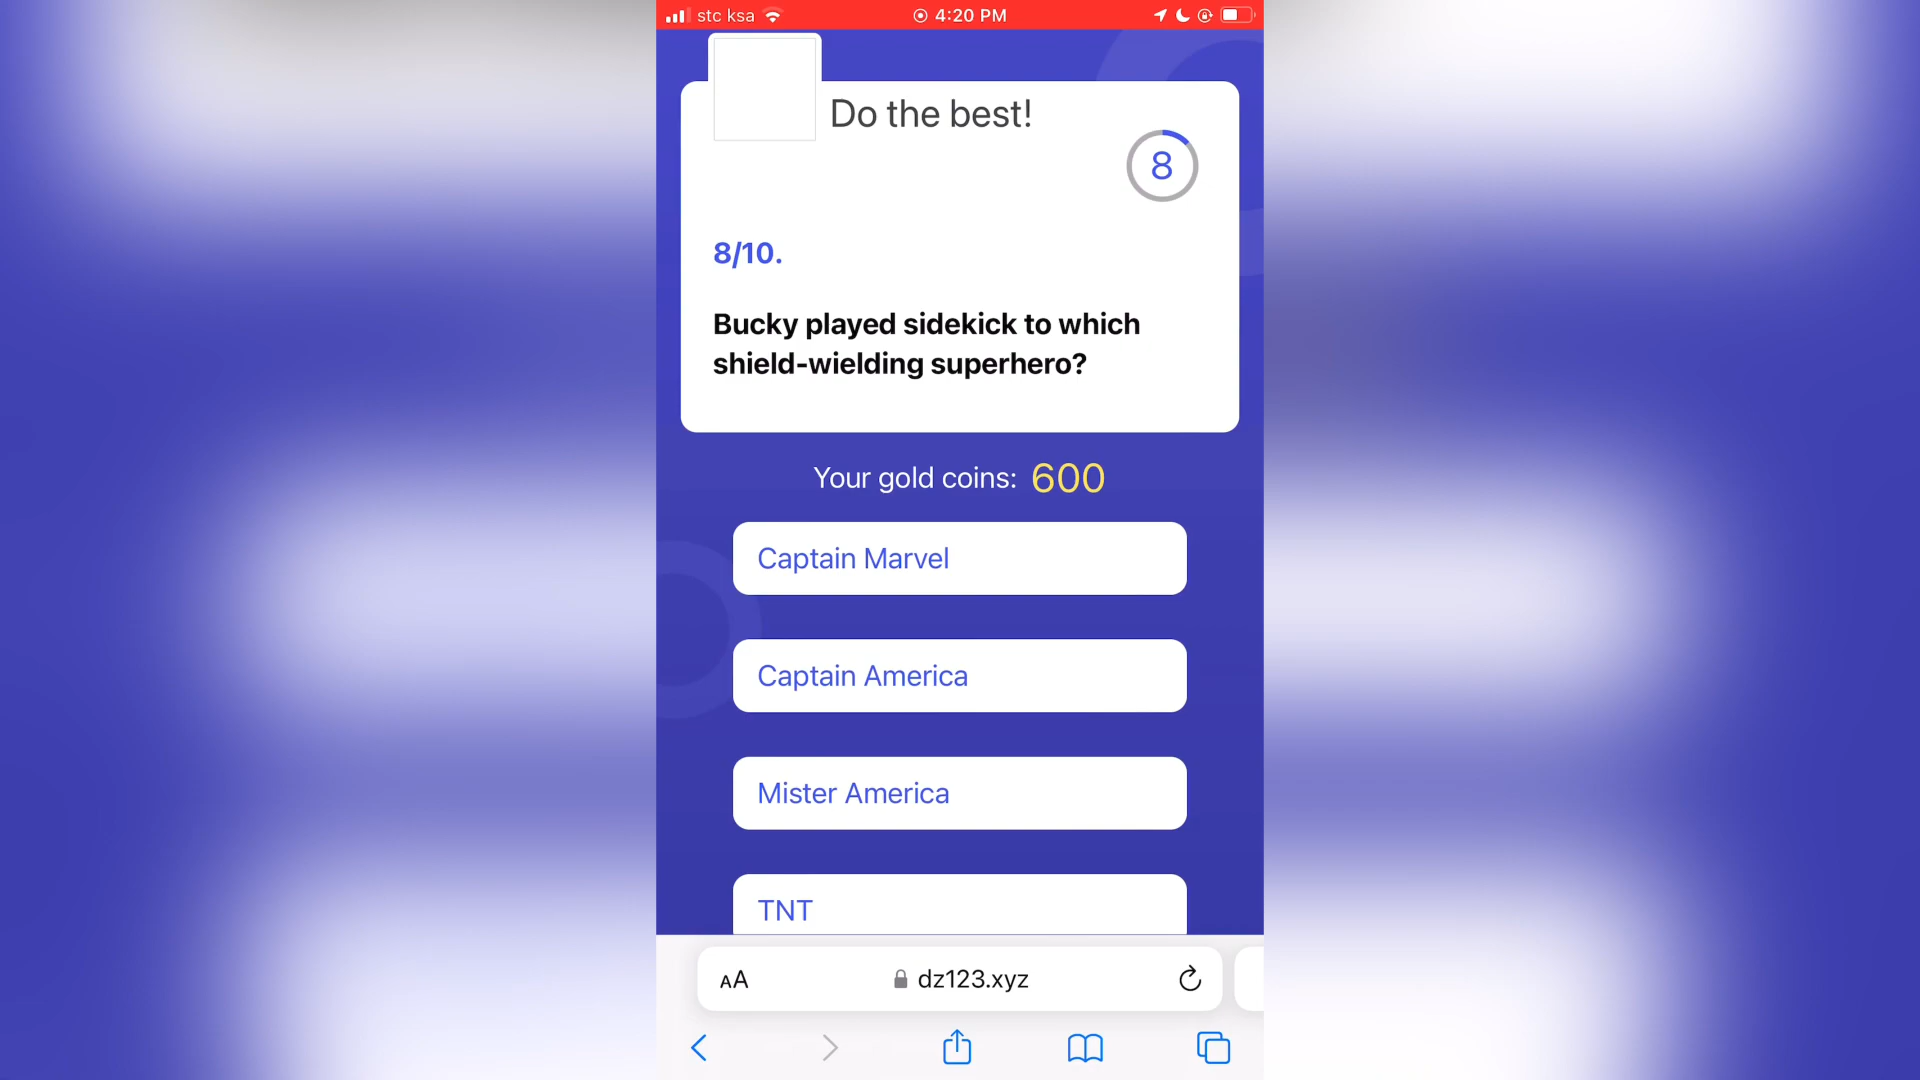 stc ksa 4:20 PM
Do the best!
8
8/10.
Bucky played sidekick to which
shield-wielding superhero?
Your gold coins: 600
Captain Marvel
Captain America
Mister America
TNT
AA dz123.xyz